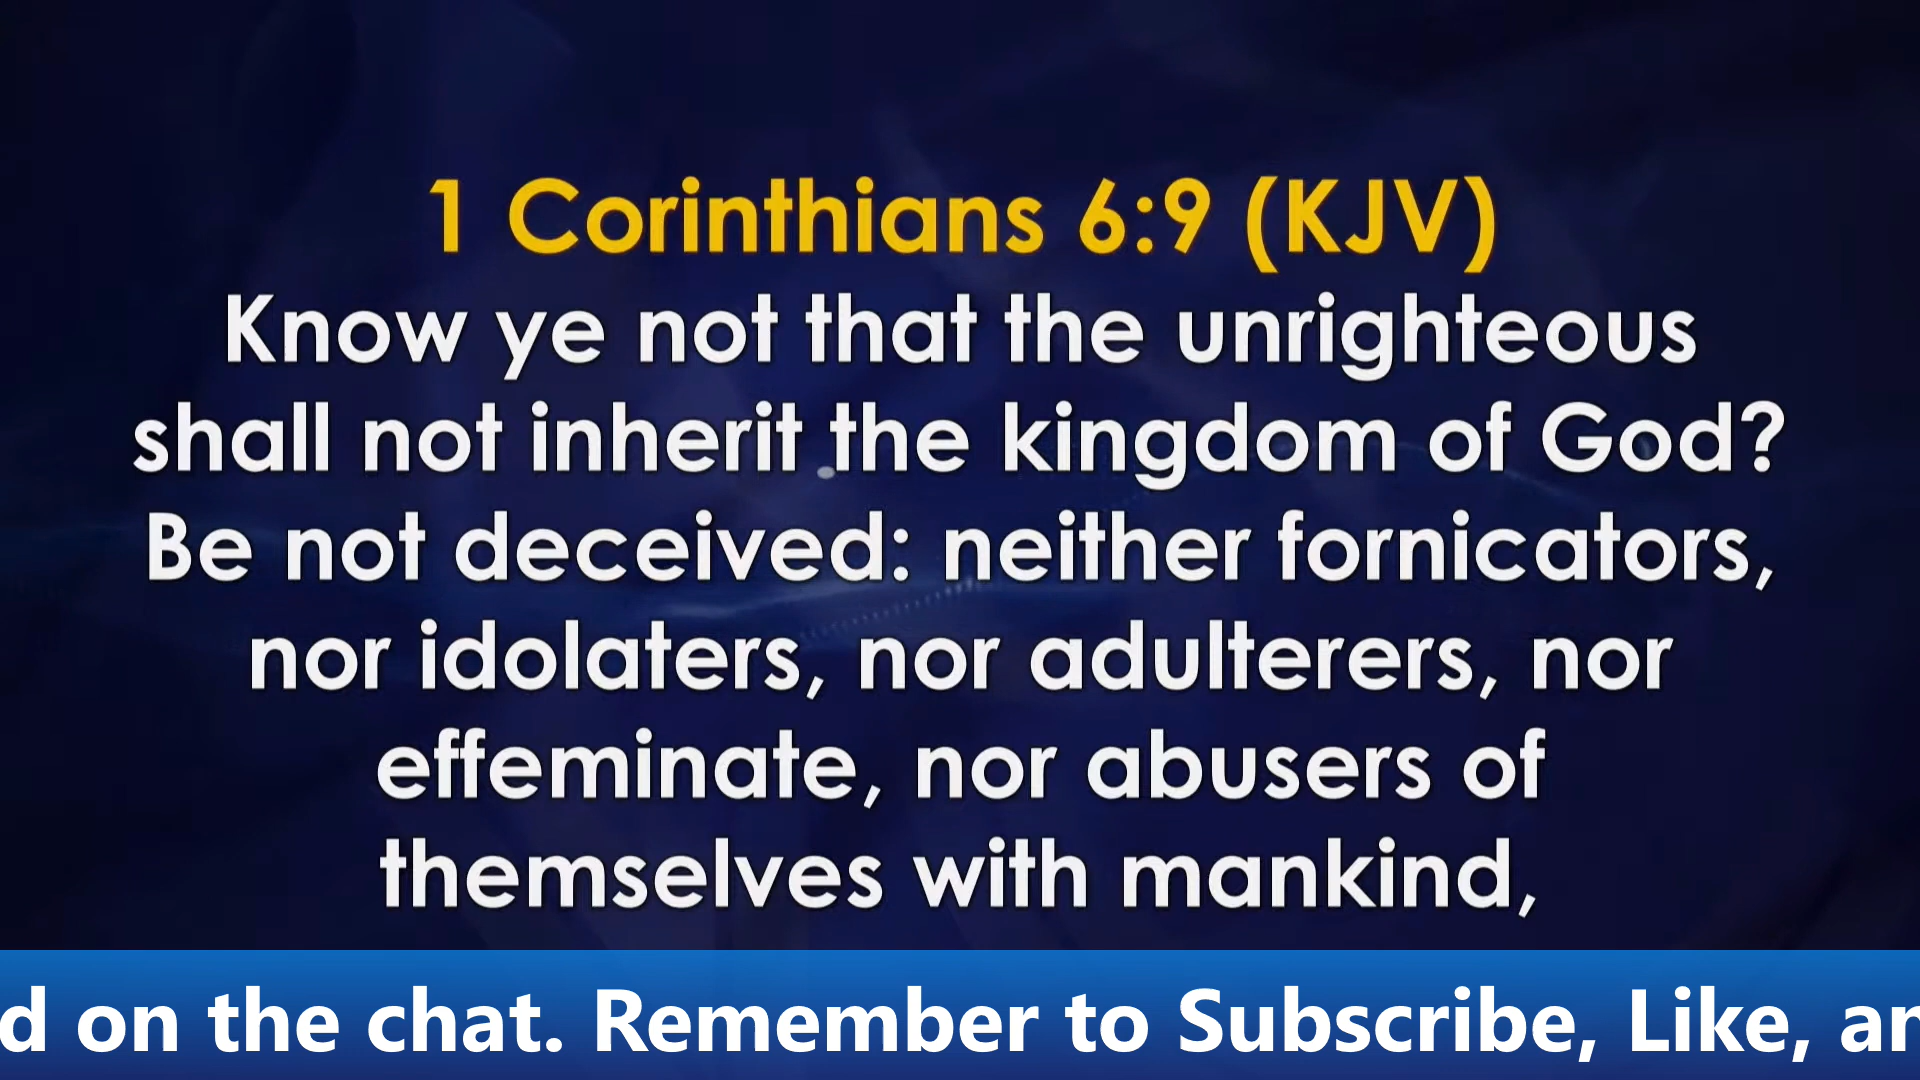 1 Corinthians 6:9 (KJV)
Know ye not that the unrighteous
shall not inherit the kingdom of God?
Be not deceived: neither fornicators,
nor idolaters, nor adulterers, nor
effeminate, nor abusers of
themselves with mankind,
on the chat. Remember to Subscribe, Like,